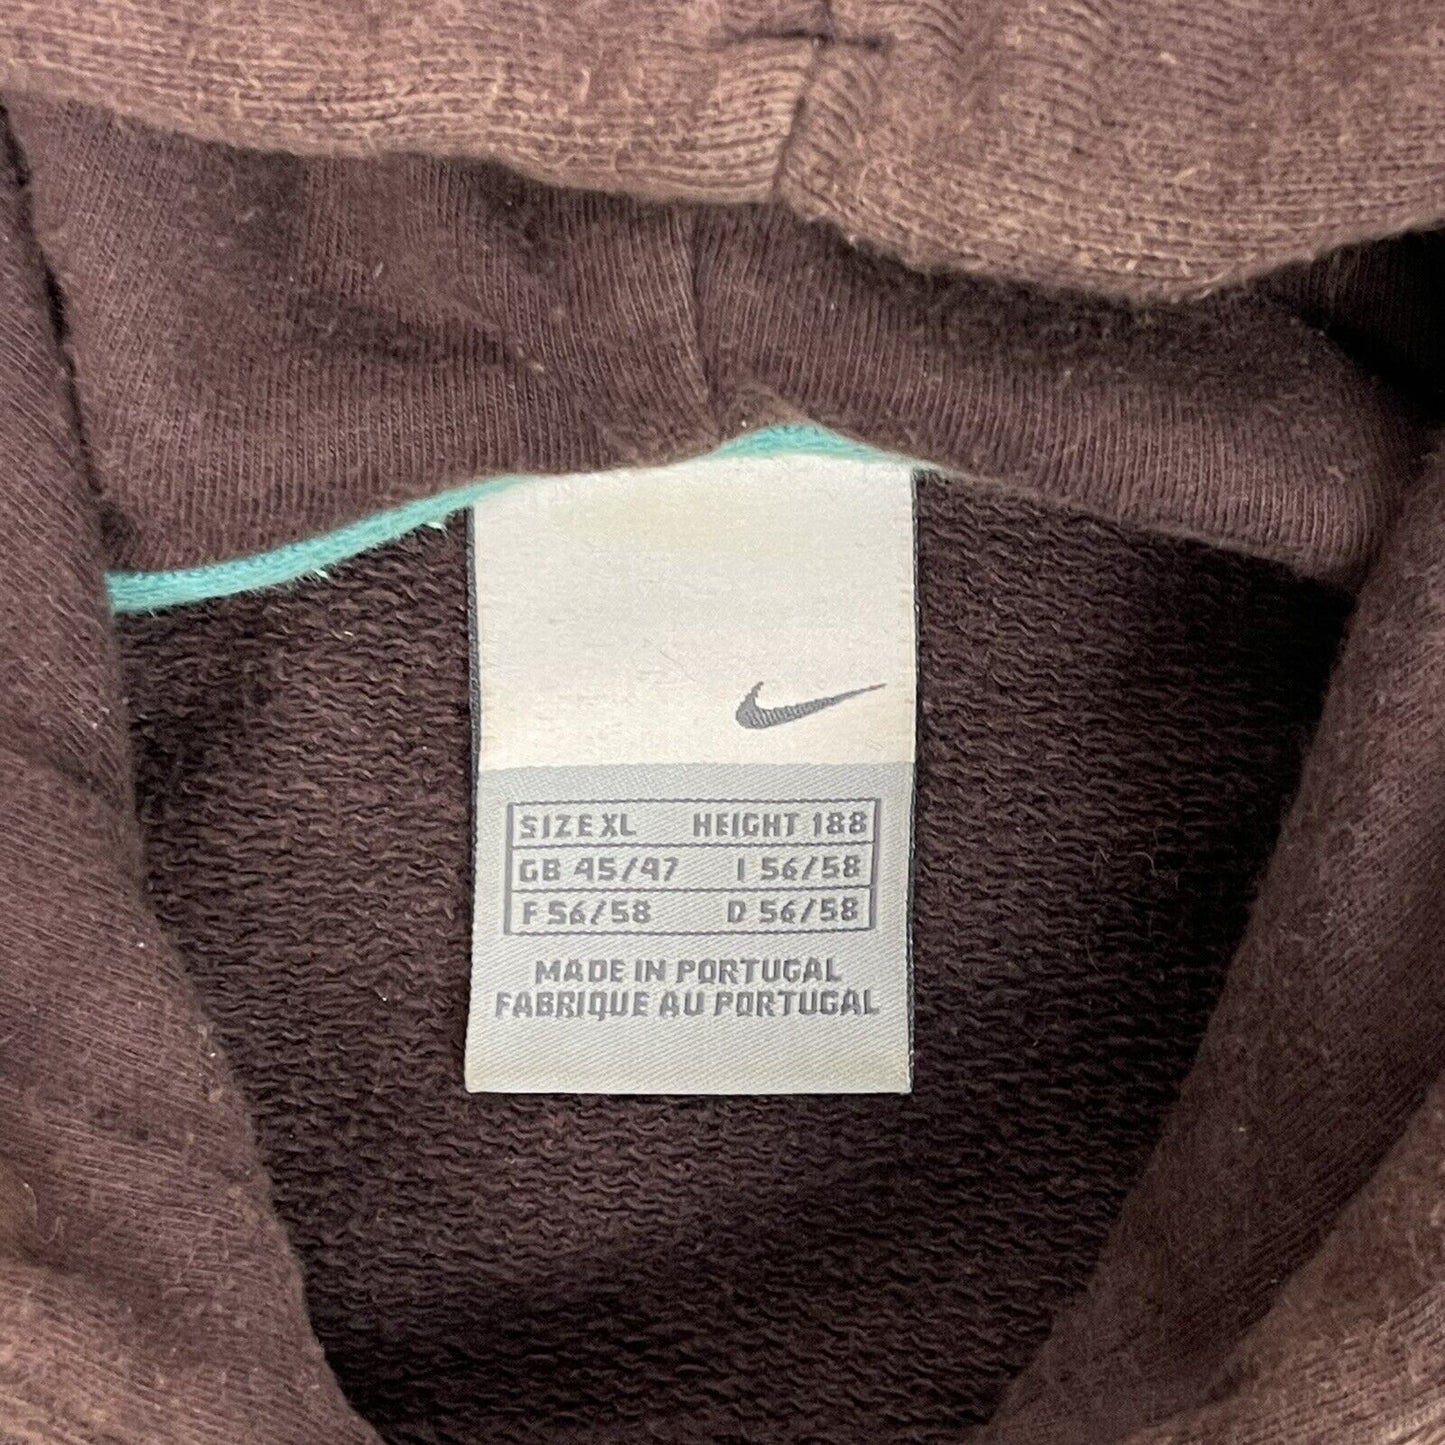 SIZE XL HEIGHT 188
GB 45/47 I 56/58
F 56/58 D 56/58
MADE IN PORTUGAL
FABRIQUE AU PORTUGAL